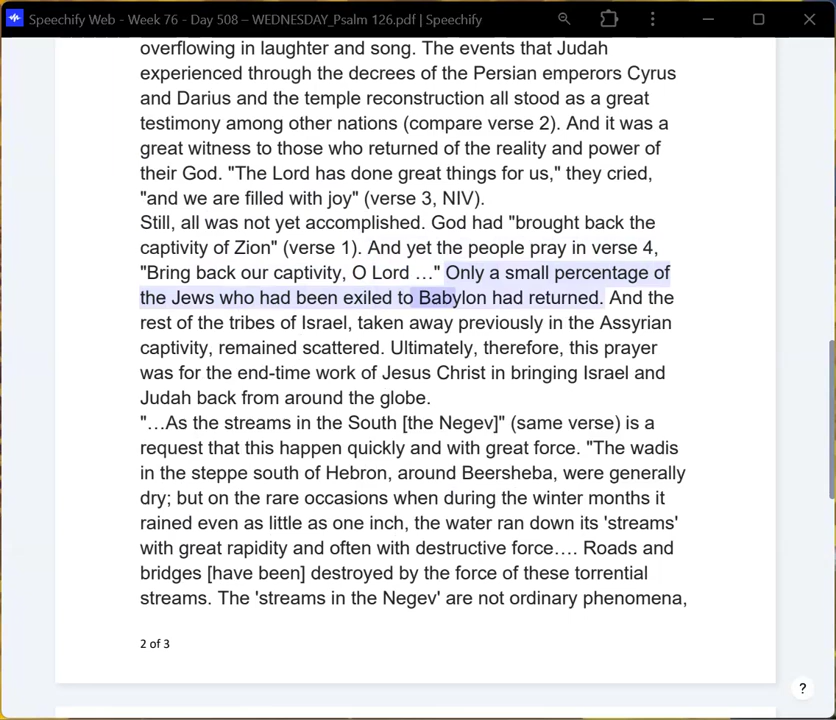 Speechify Web - Week 76 - Day 508 – WEDNESDAY_Psalm 126.pdf | Speechify
overflowing in laughter and song. The events that Judah
experienced through the decrees of the Persian emperors Cyrus
and Darius and the temple reconstruction all stood as a great
testimony among other nations (compare verse 2). And it was a
great witness to those who returned of the reality and power of
their God. "The Lord has done great things for us," they cried,
"and we are filled with joy" (verse 3, NIV).
Still, all was not yet accomplished. God had "brought back the
captivity of Zion" (verse 1). And yet the people pray in verse 4,
"Bring back our captivity, O Lord …" Only a small percentage of
the Jews who had been exiled to Babylon had returned. And the
rest of the tribes of Israel, taken away previously in the Assyrian
captivity, remained scattered. Ultimately, therefore, this prayer
was for the end-time work of Jesus Christ in bringing Israel and
Judah back from around the globe.
"…As the streams in the South [the Negev]" (same verse) is a
request that this happen quickly and with great force. "The wadis
in the steppe south of Hebron, around Beersheba, were generally
dry; but on the rare occasions when during the winter months it
rained even as little as one inch, the water ran down its 'streams'
with great rapidity and often with destructive force…. Roads and
bridges [have been] destroyed by the force of these torrential
streams. The 'streams in the Negev' are not ordinary phenomena,
2 of 3
?